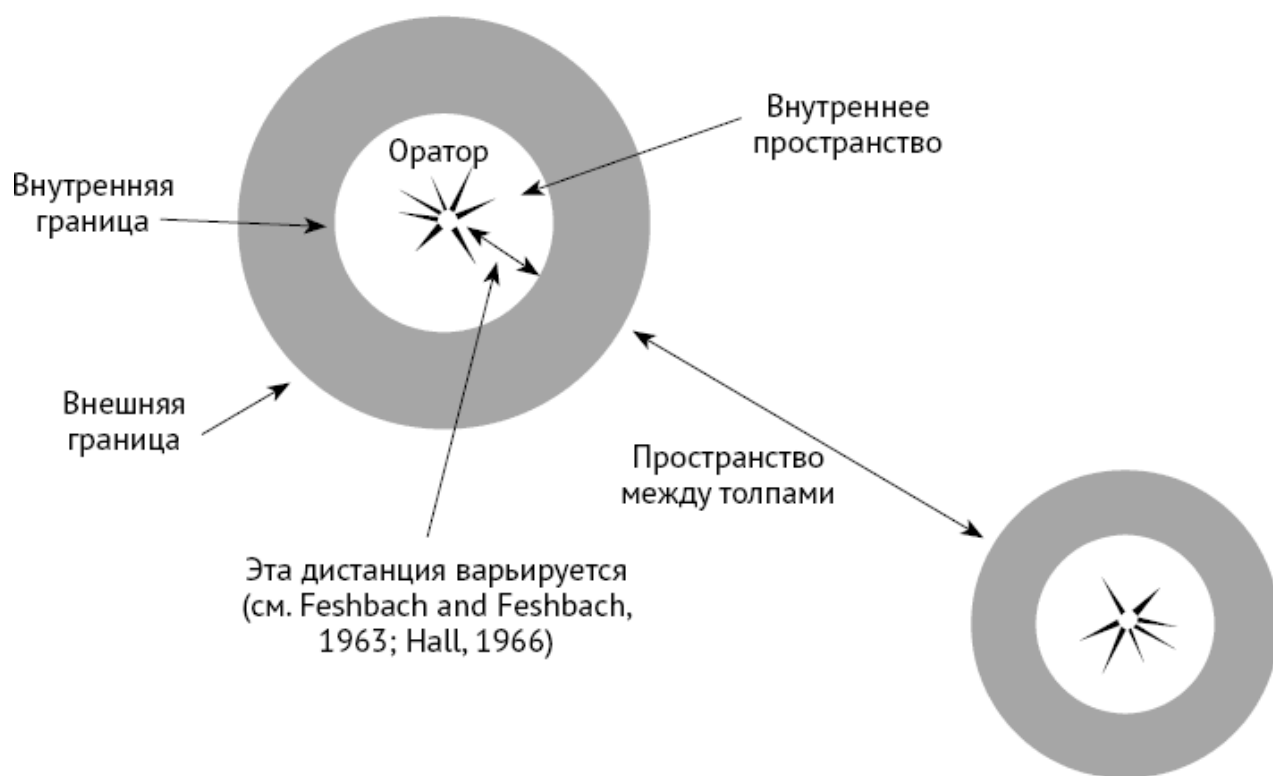 Внутреннее
пространство
Оратор
Внутренняя
граница
Внешняя
граница
Пространство
между толпами
Эта дистанция варьируется
(см. Feshbach and Feshbach,
1963; Hall, 1966)